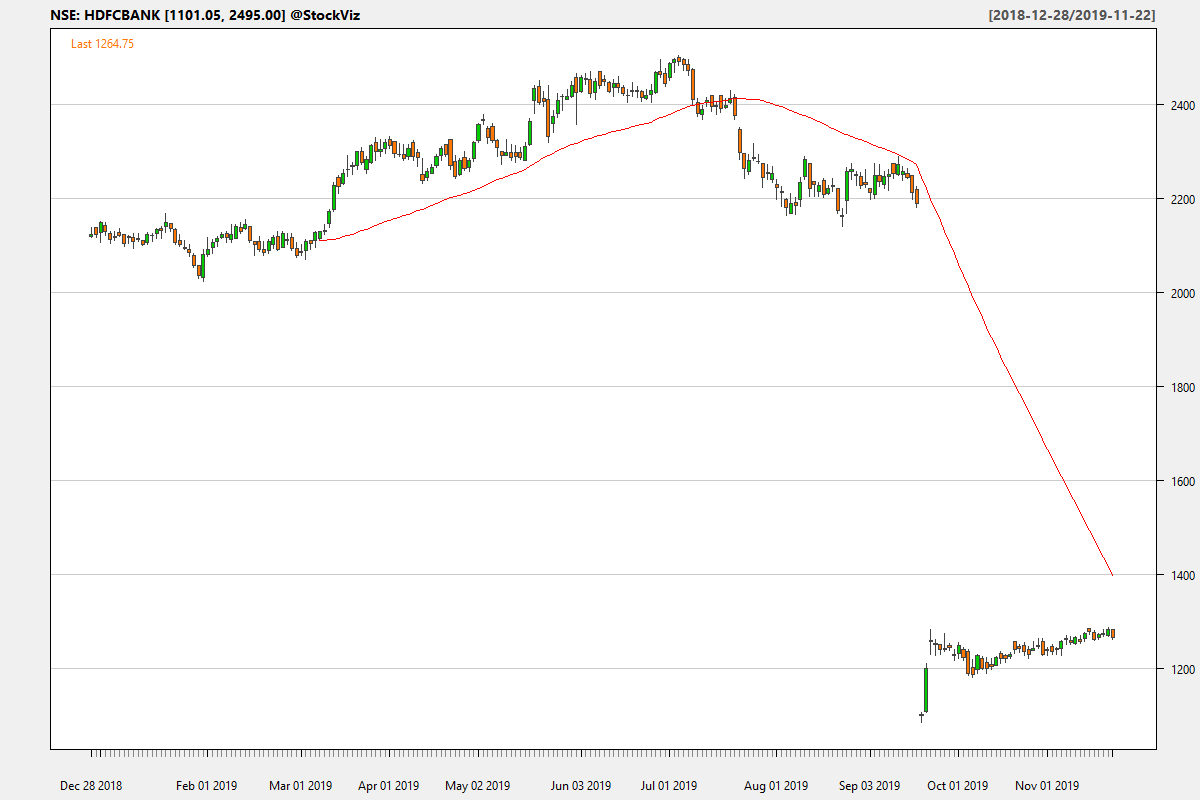 NSE: HDFCBANK [1101.05, 2495.00] @StockViz
[2018-12-28/2019-11-22]
Last 1264.75
2400
2200
2000
1800
1600
1400
1200
Dec 28 2018 Feb 01 2019 Mar 01 2019 Apr 01 2019 May 02 2019 Jun 03 2019 Jul 01 2019 Aug 01 2019 Sep 03 2019 Oct 01 2019 Nov 01 2019